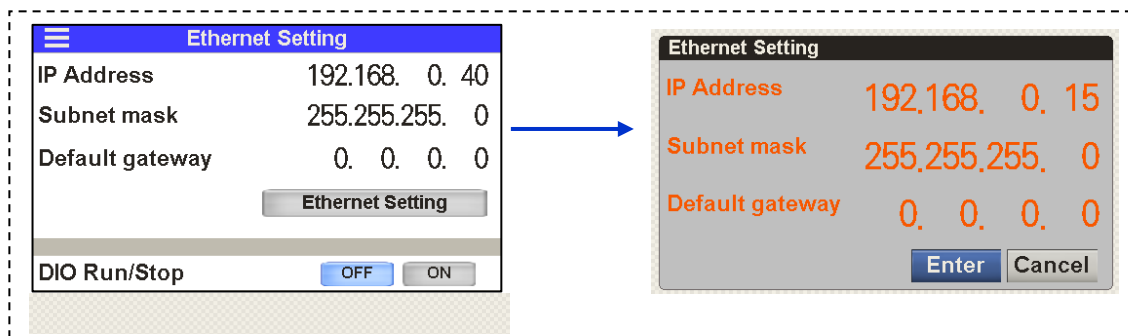 Ethernet Setting
IP Address 192.168. 0. 40
Subnet mask 255.255.255. 0
Default gateway 0. 0. 0. 0
Ethernet Setting
DIO Run/Stop OFF ON
Ethernet Setting
IP Address 192.168. 0. 15
Subnet mask 255.255.255. 0
Default gateway 0. 0. 0. 0
Enter Cancel